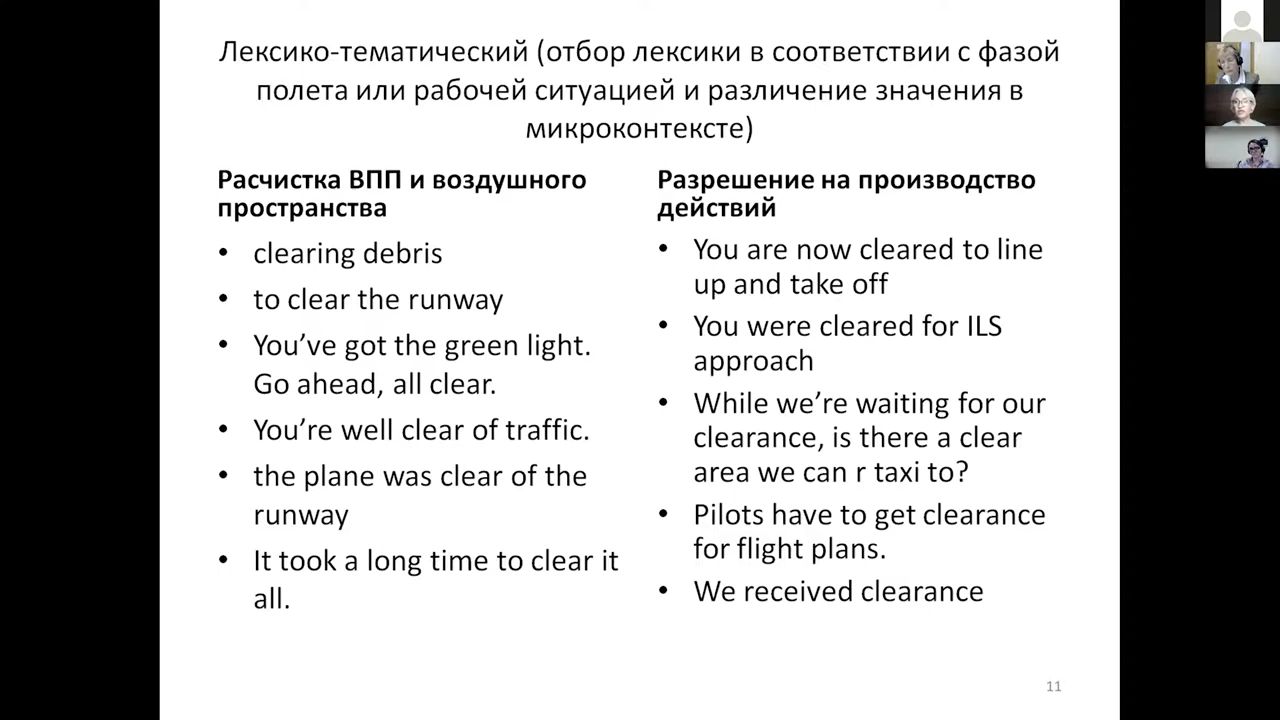 Лексико-тематический (отбор лексики в соответствии с фазой
полета или рабочей ситуацией и различение значения в
микроконтексте)
Расчистка ВПП и воздушного
пространства
• clearing debris
• to clear the runway
• You’ve got the green light.
Go ahead, all clear.
• You’re well clear of traffic.
• the plane was clear of the
runway
• It took a long time to clear it
all.
Разрешение на производство
действий
• You are now cleared to line
up and take off
• You were cleared for ILS
approach
• While we’re waiting for our
clearance, is there a clear
area we can r taxi to?
• Pilots have to get clearance
for flight plans.
• We received clearance
11